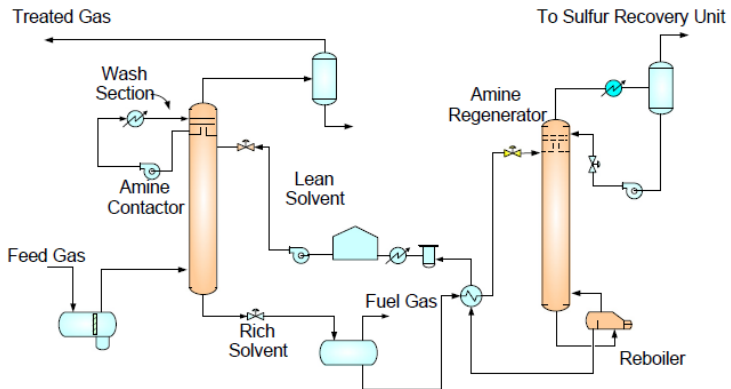 Treated Gas
To Sulfur Recovery Unit
Wash
Section
Amine
Regenerator
Amine
Contactor
Lean
Solvent
Feed Gas
Fuel Gas
Rich
Solvent
Reboiler